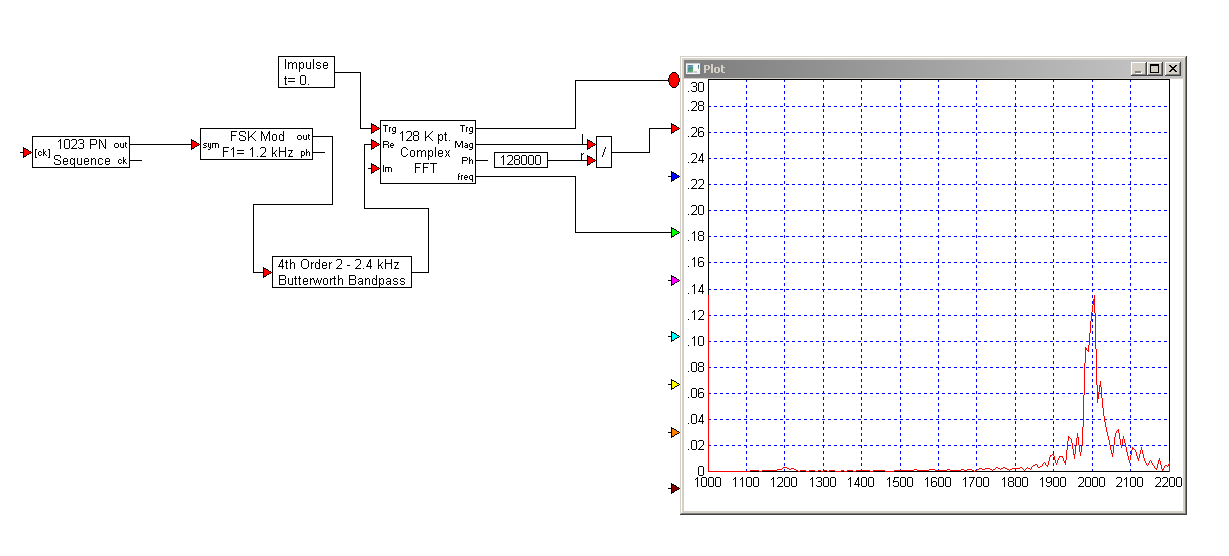 Impulse
t= 0.
1023 PN out
[ck]
Sequence ck
FSK Mod out
sym
F1= 1.2 kHz ph
Trg Trg
128 K pt.
Re Mag
Complex
Ph
Im FFT
freq
128000
l
r
/
4th Order 2 - 2.4 kHz
Butterworth Bandpass
Plot
.30
.28
.26
.24
.22
.20
.18
.16
.14
.12
.10
.08
.06
.04
.02
0
1000 1100 1200 1300 1400 1500 1600 1700 1800 1900 2000 2100 2200